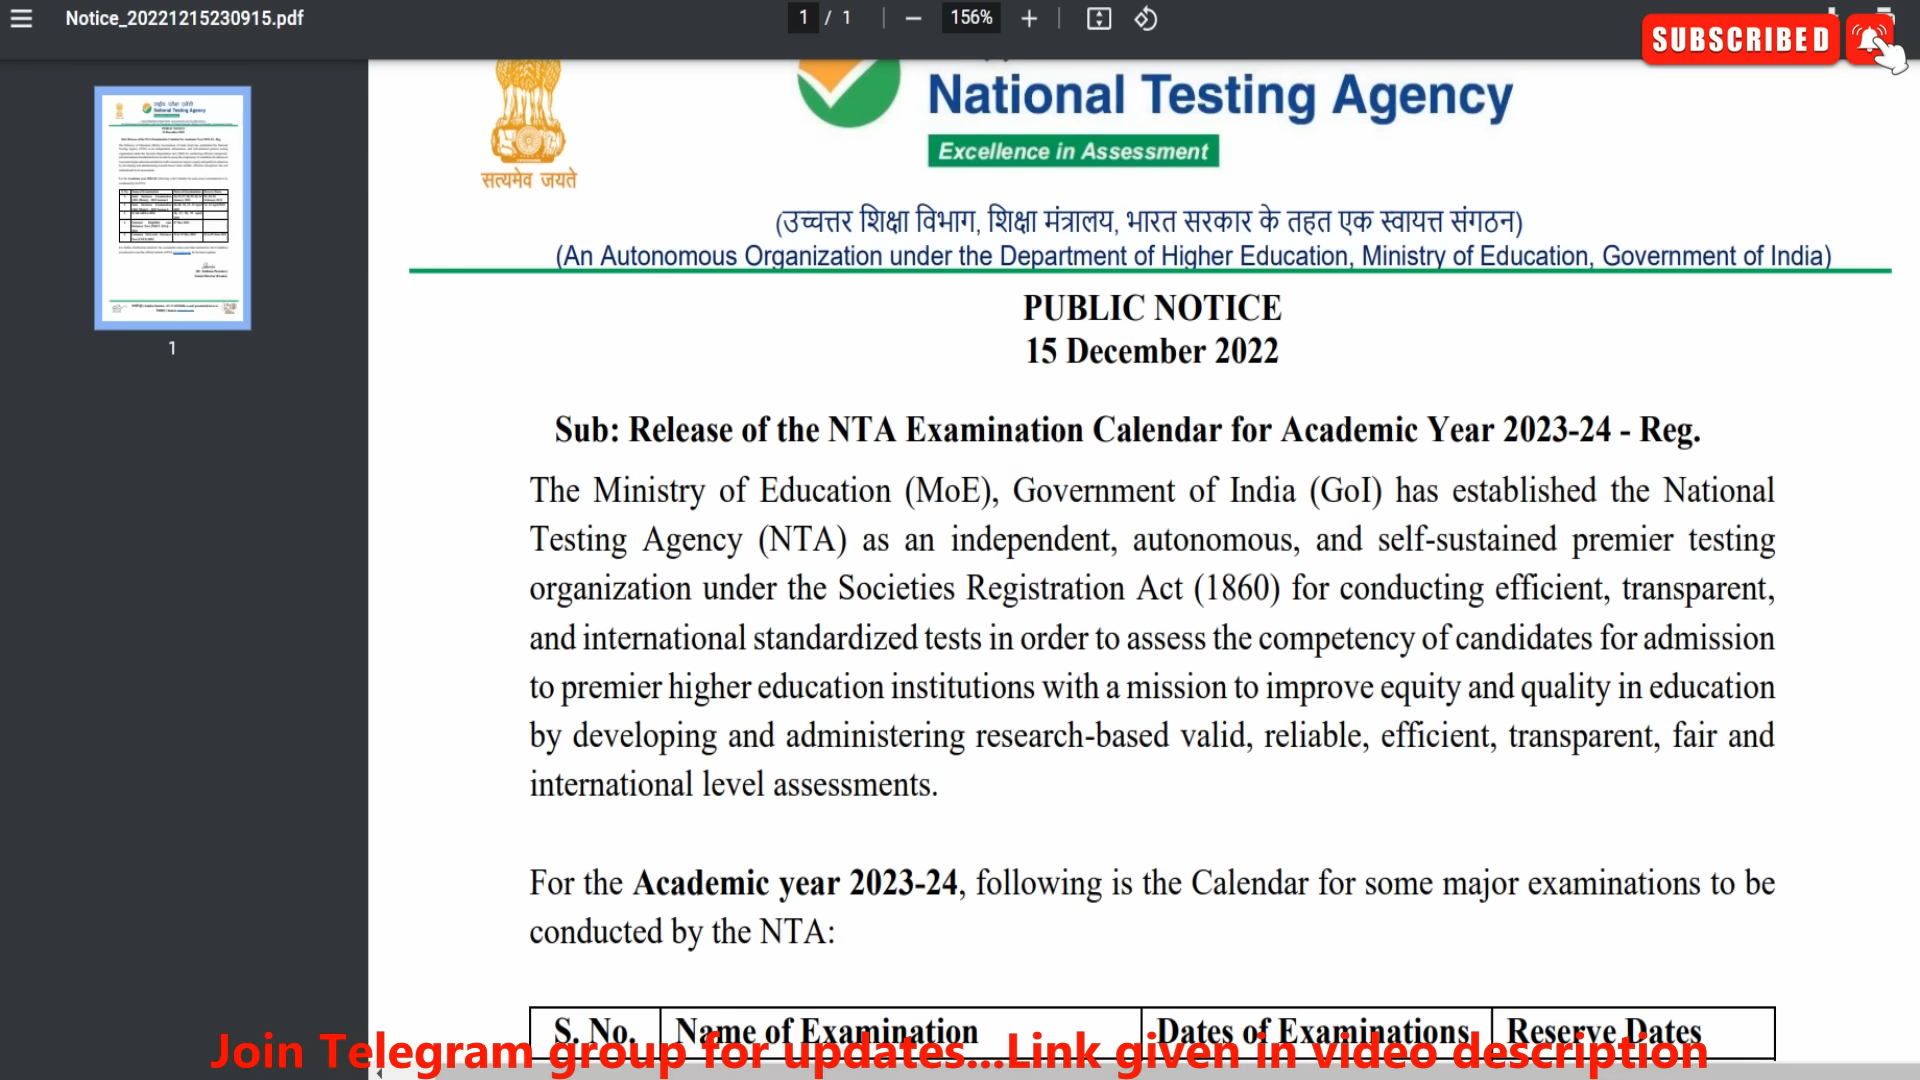 Notice_20221215230915.pdf
1 / 1
156%
SUBSCRIBED
1
National Testing Agency
Excellence in Assessment
सत्यमेव जयते
(उच्चत्तर शिक्षा विभाग, शिक्षा मंत्रालय, भारत सरकार के तहत एक स्वायत्त संगठन)
(An Autonomous Organization under the Department of Higher Education, Ministry of Education, Government of India)
PUBLIC NOTICE
15 December 2022
Sub: Release of the NTA Examination Calendar for Academic Year 2023-24 - Reg.
The Ministry of Education (MoE), Government of India (GoI) has established the National
Testing Agency (NTA) as an independent, autonomous, and self-sustained premier testing
organization under the Societies Registration Act (1860) for conducting efficient, transparent,
and international standardized tests in order to assess the competency of candidates for admission
to premier higher education institutions with a mission to improve equity and quality in education
by developing and administering research-based valid, reliable, efficient, transparent, fair and
international level assessments.
For the Academic year 2023-24, following is the Calendar for some major examinations to be
conducted by the NTA:
S. No. Name of Examination Dates of Examinations Reserve Dates
Join Telegram group for updates...Link given in video description